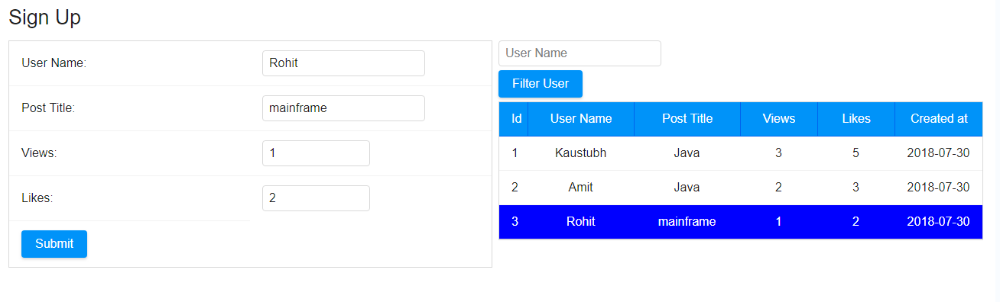 Sign Up
User Name: Rohit
Post Title: mainframe
Views: 1
Likes: 2
Submit
User Name
Filter User
Id User Name Post Title Views Likes Created at
1 Kaustubh Java 3 5 2018-07-30
2 Amit Java 2 3 2018-07-30
3 Rohit mainframe 1 2 2018-07-30